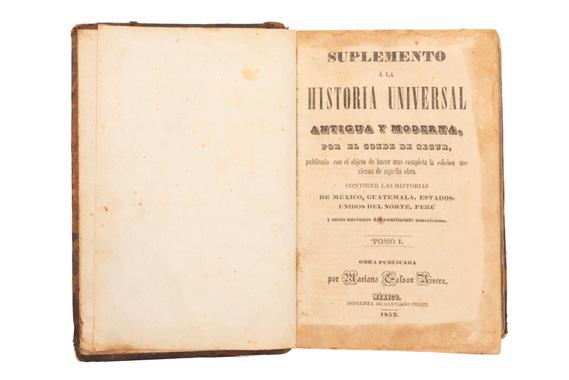 SUPLEMENTO
Á LA
HISTORIA UNIVERSAL
ANTIGUA Y MODERNA,
POR EL CONDE DE SEGUR,
publicado con el objeto de hacer mas completa la edicion me-
xicana de aquella obra.
CONTIENE LAS HISTORIAS
DE MÉXICO, GUATEMALA, ESTADOS-
UNIDOS DEL NORTE, PERÚ
y otras naciones del continente americano.
TOMO I.
OBRA PUBLICADA
por Mariano Galvan Rivera,
MÉXICO.
IMPRENTA DE SANTIAGO PEREZ.
1852.